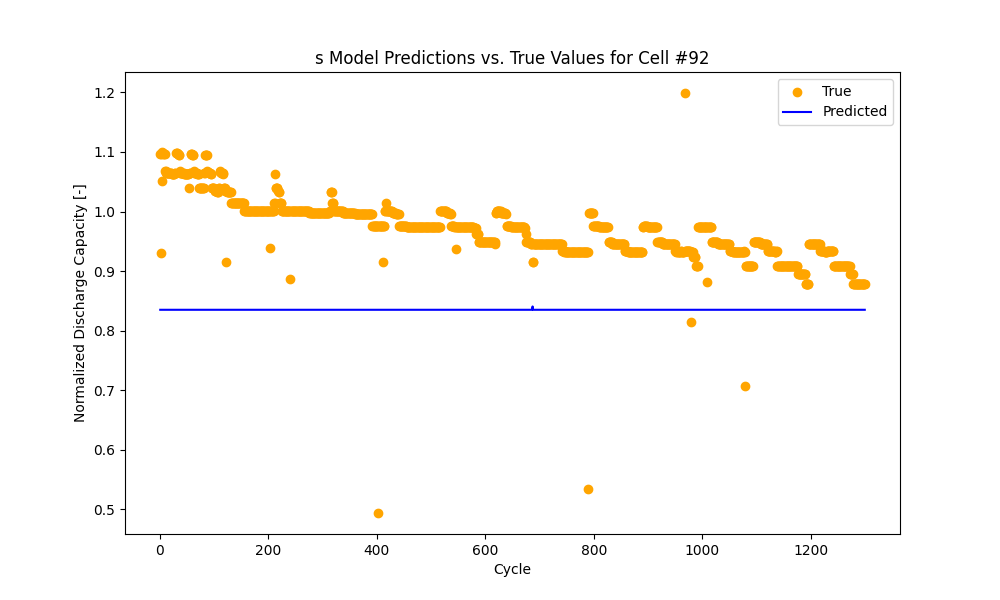 s Model Predictions vs. True Values for Cell #92
True
Predicted
Normalized Discharge Capacity [-]
1.2
1.1
1.0
0.9
0.8
0.7
0.6
0.5
0 200 400 600 800 1000 1200
Cycle